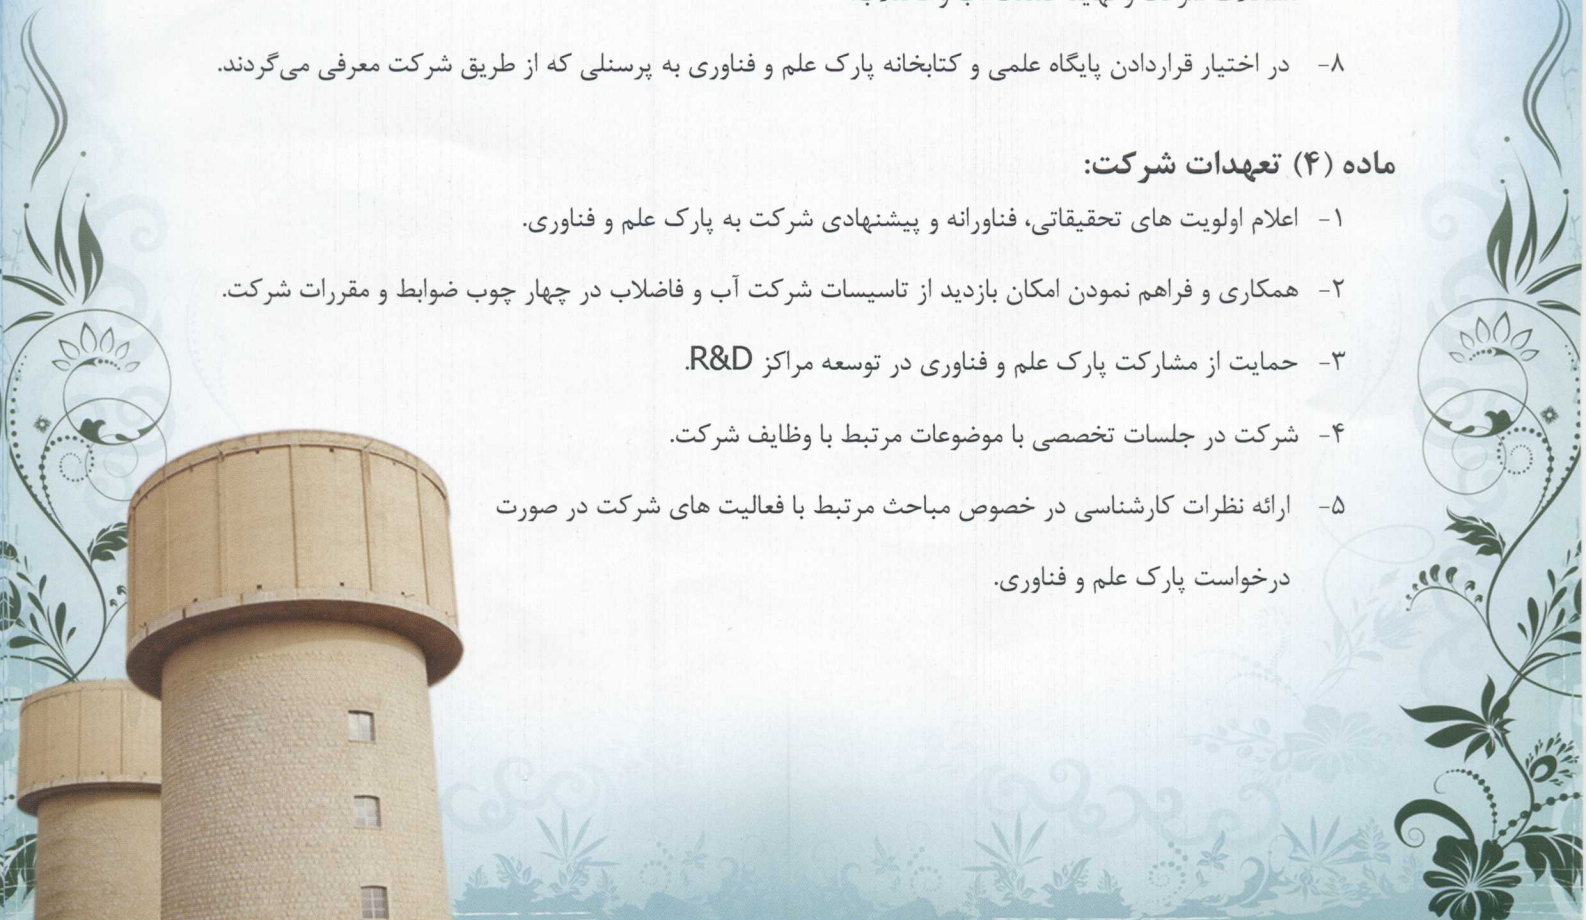 ۸- در اختیار قراردادن پایگاه علمی و کتابخانه پارک علم و فناوری به پرسنلی که از طریق شرکت معرفی می‌گردند.
ماده (۴) تعهدات شرکت:
۱- اعلام اولویت های تحقیقاتی، فناورانه و پیشنهادی شرکت به پارک علم و فناوری.
۲- همکاری و فراهم نمودن امکان بازدید از تاسیسات شرکت آب و فاضلاب در چهار چوب ضوابط و مقررات شرکت.
۳- حمایت از مشارکت پارک علم و فناوری در توسعه مراکز R&D.
۴- شرکت در جلسات تخصصی با موضوعات مرتبط با وظایف شرکت.
۵- ارائه نظرات کارشناسی در خصوص مباحث مرتبط با فعالیت های شرکت در صورت
درخواست پارک علم و فناوری.